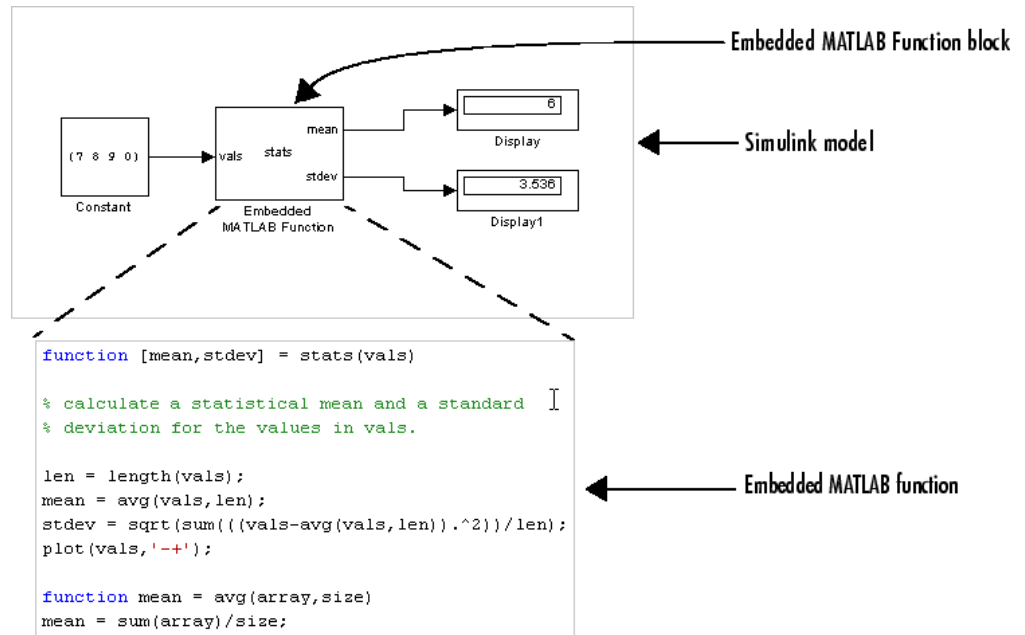 Embedded MATLAB Function block
6
mean
Display
Simulink model
(7 8 9 0)
vals
stats
3.536
stdev
Constant
Embedded
MATLAB Function
Display1
function [mean,stdev] = stats(vals)
% calculate a statistical mean and a standard
% deviation for the values in vals.
len = length(vals);
mean = avg(vals,len);
stdev = sqrt(sum(((vals-avg(vals,len)).^2))/len);
plot(vals,'-+');
function mean = avg(array,size)
mean = sum(array)/size;
Embedded MATLAB function